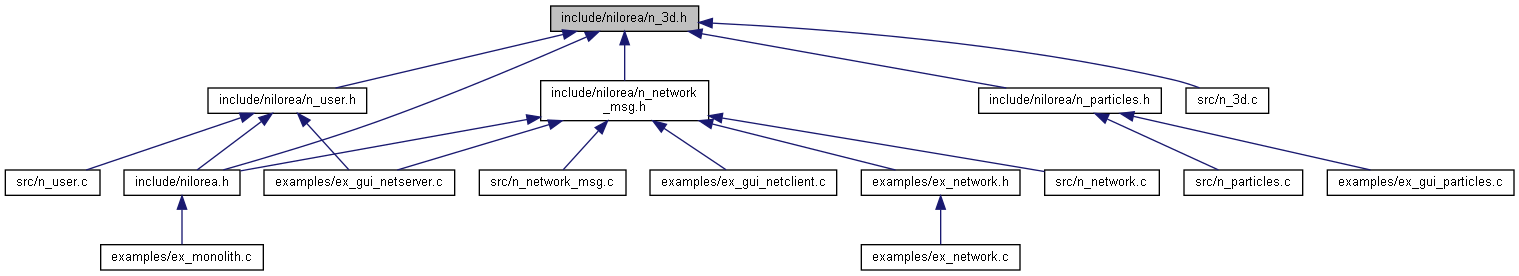 include/nilorea/n_3d.h
include/nilorea/n_user.h
include/nilorea/n_network
_msg.h
include/nilorea/n_particles.h
src/n_3d.c
src/n_user.c
include/nilorea.h
examples/ex_gui_netserver.c
src/n_network_msg.c
examples/ex_gui_netclient.c
examples/ex_network.h
src/n_network.c
src/n_particles.c
examples/ex_gui_particles.c
examples/ex_monolith.c
examples/ex_network.c